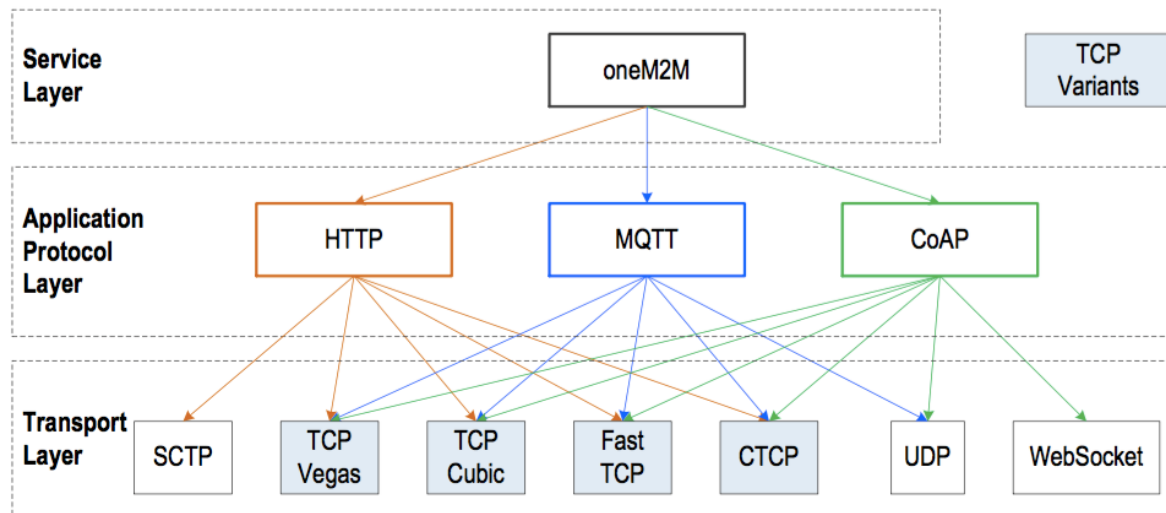 Service
Layer
oneM2M
TCP
Variants
Application
Protocol
Layer
HTTP
MQTT
CoAP
Transport
Layer
SCTP
TCP
Vegas
TCP
Cubic
Fast
TCP
CTCP
UDP
WebSocket